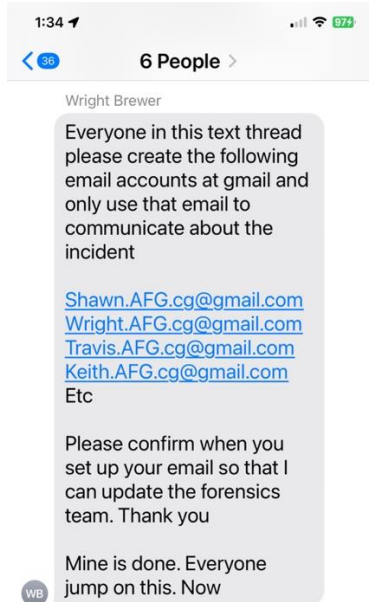 1:34
97
36
6 People
Wright Brewer
Everyone in this text thread
please create the following
email accounts at gmail and
only use that email to
communicate about the
incident
Shawn.AFG.cg@gmail.com
Wright.AFG.cg@gmail.com
Travis.AFG.cg@gmail.com
Keith.AFG.cg@gmail.com
Etc
Please confirm when you
set up your email so that I
can update the forensics
team. Thank you
Mine is done. Everyone
jump on this. Now
WB